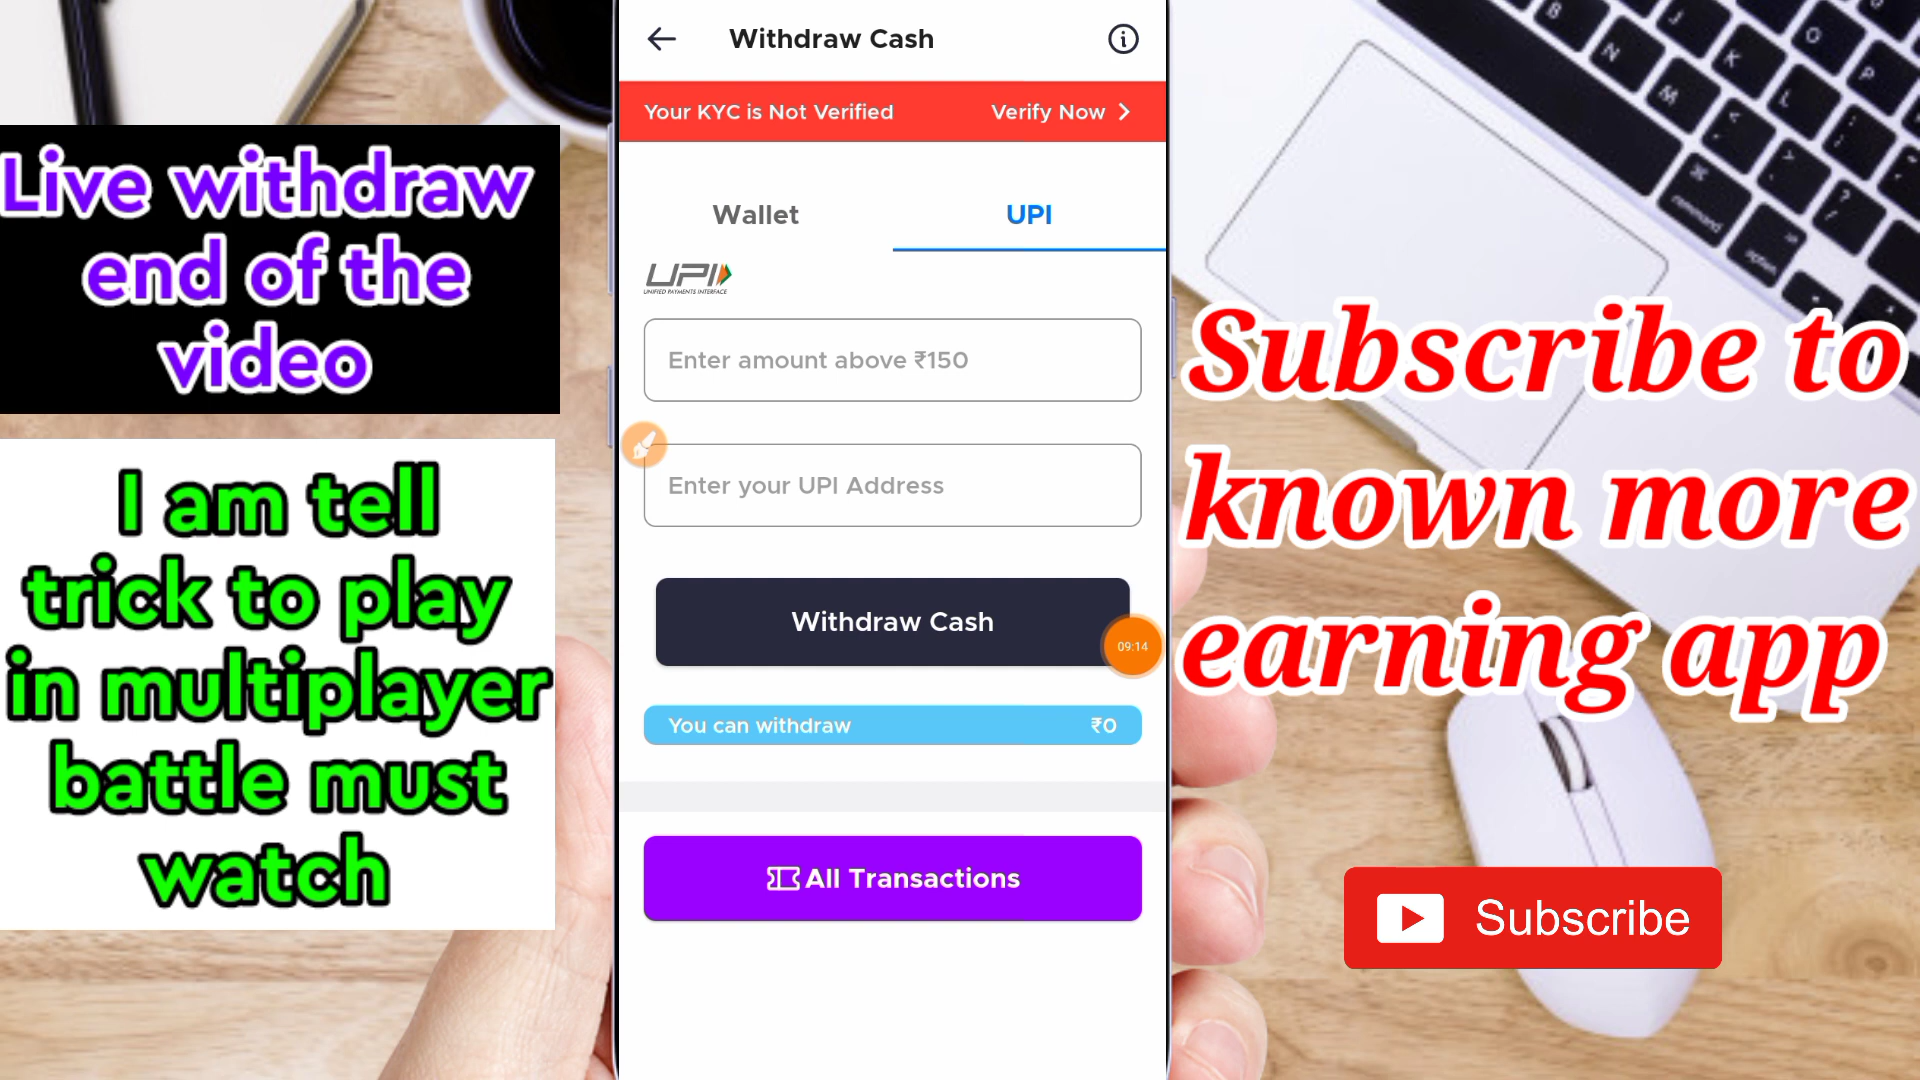 Live withdraw
end of the
video
I am tell
trick to play
in multiplayer
battle must
watch
Withdraw Cash
Your KYC is Not Verified
Verify Now
Wallet
UPI
UPI
UNIFIED PAYMENTS INTERFACE
Enter amount above ₹150
Enter your UPI Address
Withdraw Cash
09:14
You can withdraw
₹0
All Transactions
Subscribe to
known more
earning app
Subscribe
B
N
M
J
K
L
O
P
command
option